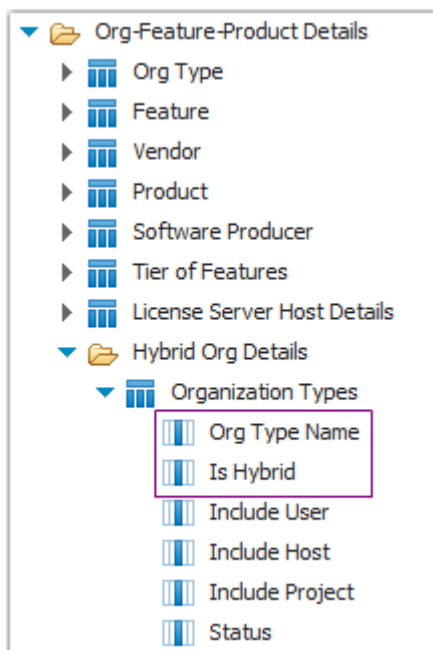 Org-Feature-Product Details
Org Type
Feature
Vendor
Product
Software Producer
Tier of Features
License Server Host Details
Hybrid Org Details
Organization Types
Org Type Name
Is Hybrid
Include User
Include Host
Include Project
Status